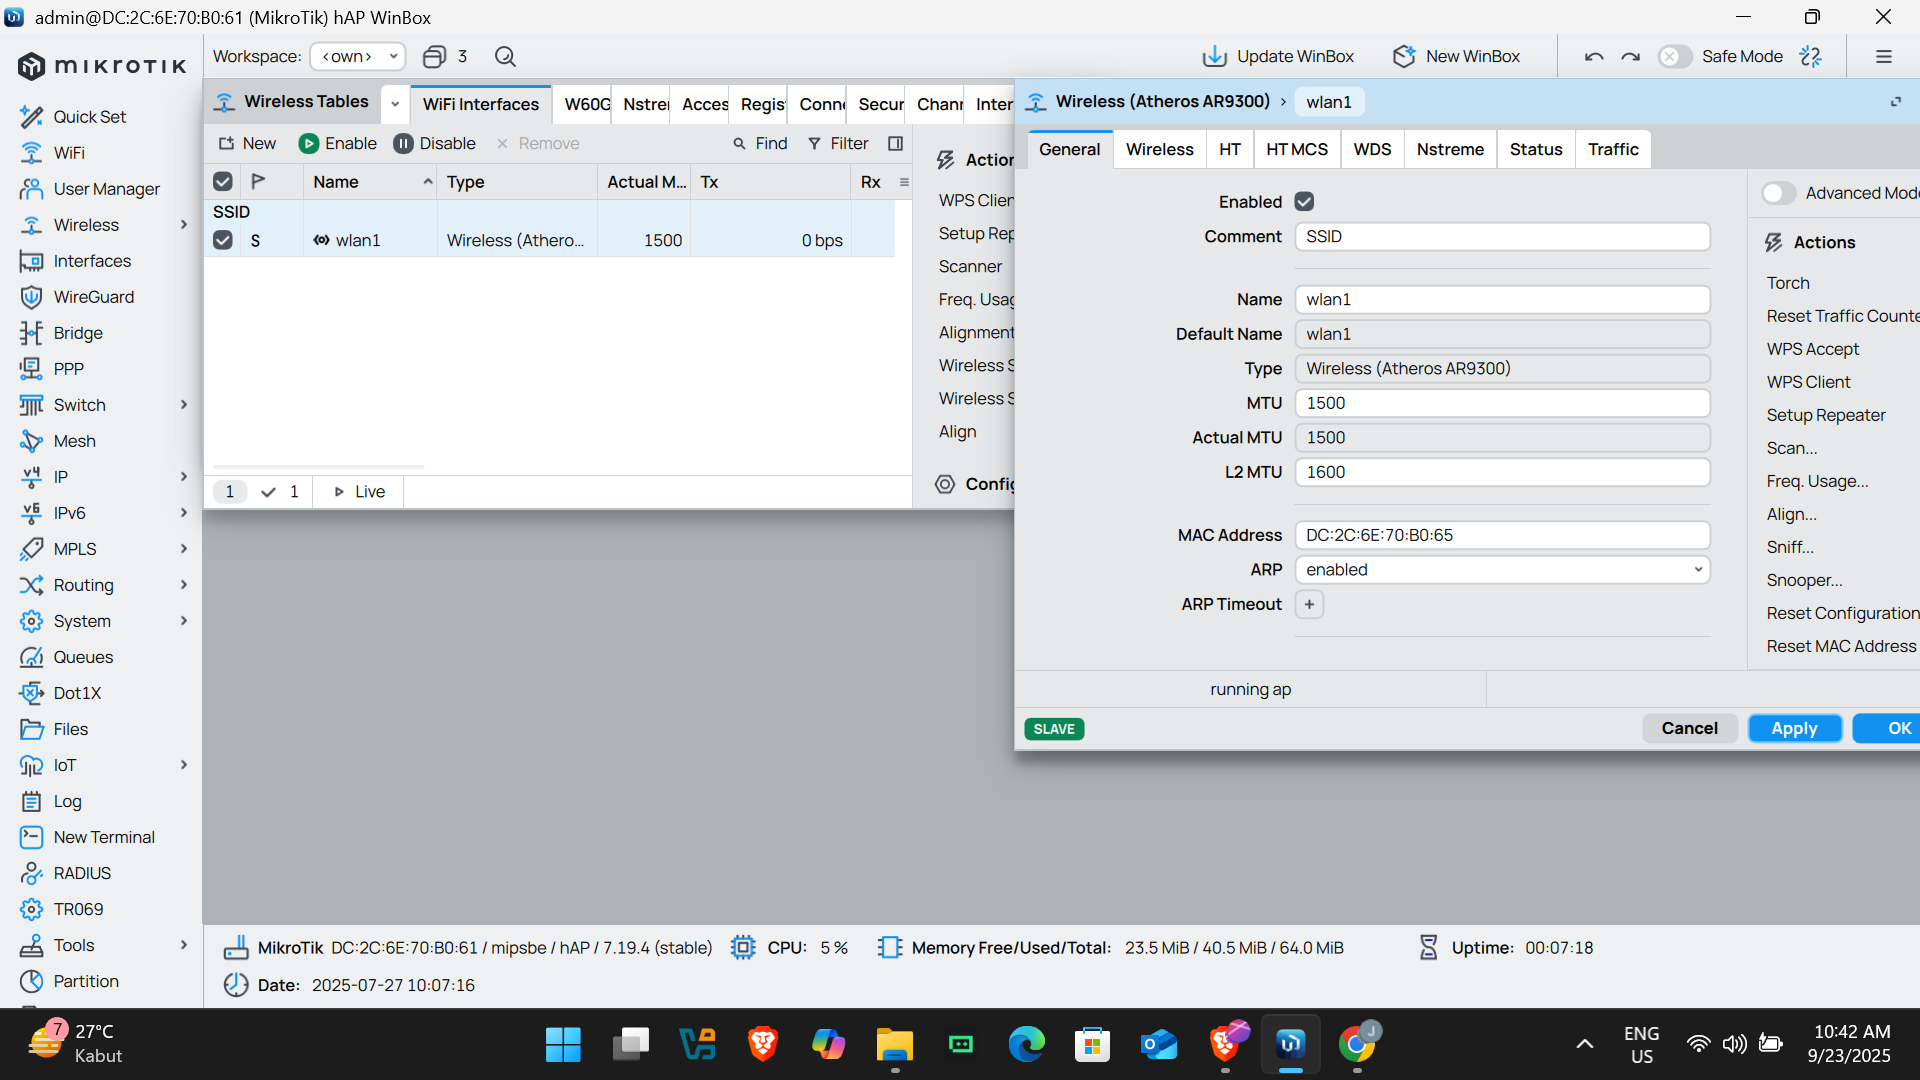 admin@DC:2C:6E:70:B0:61 (MikroTik) hAP WinBox
MIKROTIK
Workspace: <own> 3
Update WinBox New WinBox Safe Mode
Quick Set
WiFi
User Manager
Wireless
Interfaces
WireGuard
Bridge
PPP
Switch
Mesh
IP
IPv6
MPLS
Routing
System
Queues
Dot1X
Files
IoT
Log
New Terminal
RADIUS
TR069
Tools
Partition
Wireless Tables WiFi Interfaces W60G Nstre Acces Regis Conn Secur Chanr Inter
New Enable Disable Remove Find Filter
Name Type Actual M... Tx Rx
SSID
S wlan1 Wireless (Athero... 1500 0 bps
1 1 Live
Action
WPS Clien
Setup Rep
Scanner
Freq. Usag
Alignment
Wireless S
Wireless S
Align
Config
Wireless (Atheros AR9300) › wlan1
General Wireless HT HT MCS WDS Nstreme Status Traffic
Enabled
Comment SSID
Name wlan1
Default Name wlan1
Type Wireless (Atheros AR9300)
MTU 1500
Actual MTU 1500
L2 MTU 1600
MAC Address DC:2C:6E:70:B0:65
ARP enabled
ARP Timeout +
Advanced Mode
Actions
Torch
Reset Traffic Counte
WPS Accept
WPS Client
Setup Repeater
Scan...
Freq. Usage...
Align...
Sniff...
Snooper...
Reset Configuration
Reset MAC Address
running ap
SLAVE Cancel Apply OK
MikroTik DC:2C:6E:70:B0:61 / mipsbe / hAP / 7.19.4 (stable) CPU: 5 % Memory Free/Used/Total: 23.5 MiB / 40.5 MiB / 64.0 MiB Uptime: 00:07:18
Date: 2025-07-27 10:07:16
7 27°C
Kabut
J
ENG
US
10:42 AM
9/23/2025